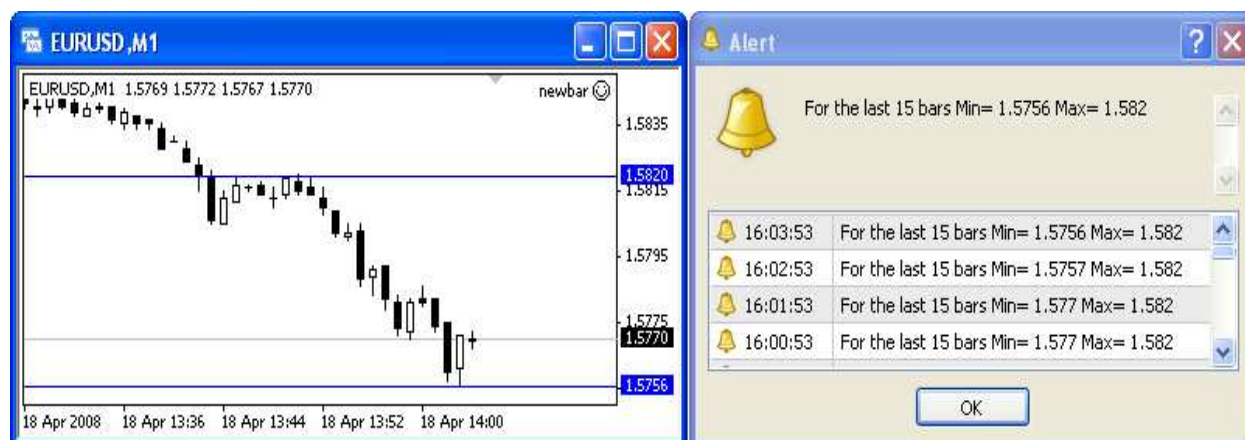 EURUSD,M1
EURUSD,M1 1.5769 1.5772 1.5767 1.5770
newbar
1.5835
1.5820
1.5815
1.5795
1.5775
1.5770
1.5756
18 Apr 2008 18 Apr 13:36 18 Apr 13:44 18 Apr 13:52 18 Apr 14:00
Alert
?
For the last 15 bars Min= 1.5756 Max= 1.582
16:03:53 For the last 15 bars Min= 1.5756 Max= 1.582
16:02:53 For the last 15 bars Min= 1.5757 Max= 1.582
16:01:53 For the last 15 bars Min= 1.577 Max= 1.582
16:00:53 For the last 15 bars Min= 1.577 Max= 1.582
OK